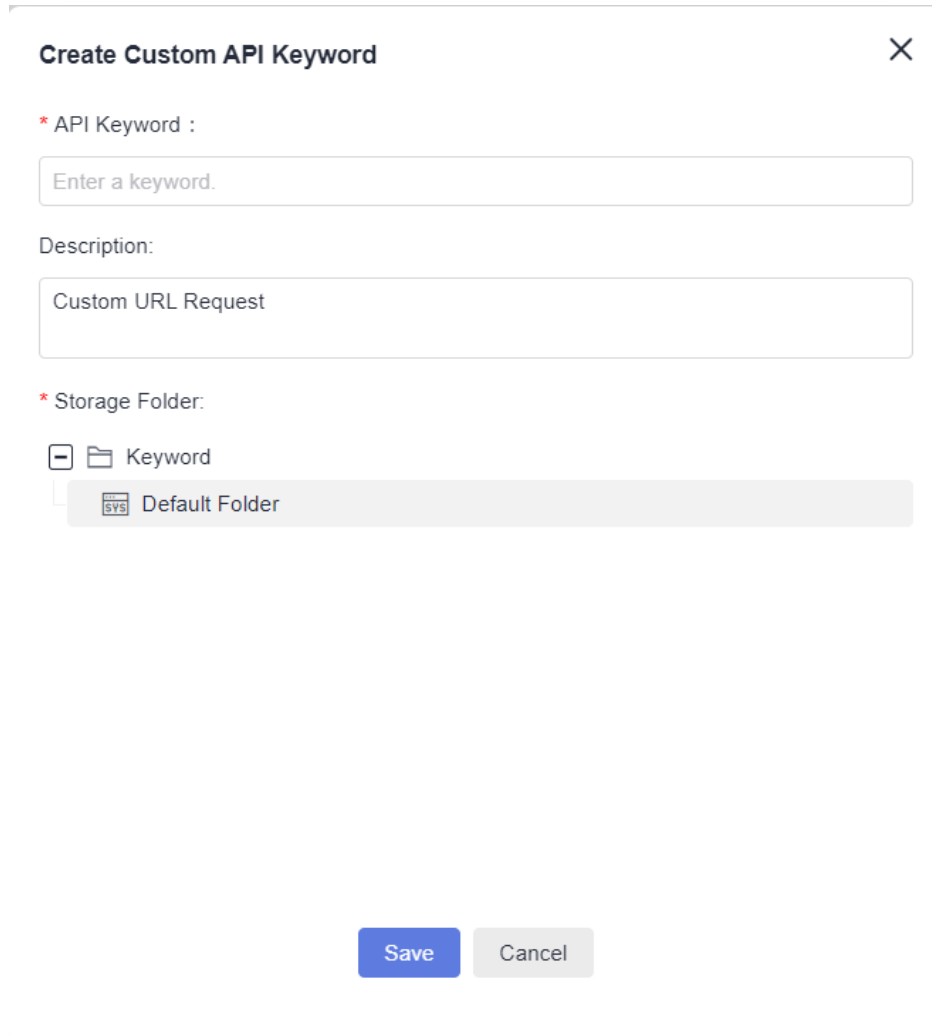 Create Custom API Keyword
* API Keyword :
Enter a keyword.
Description:
Custom URL Request
* Storage Folder:
Keyword
SYS Default Folder
Save Cancel